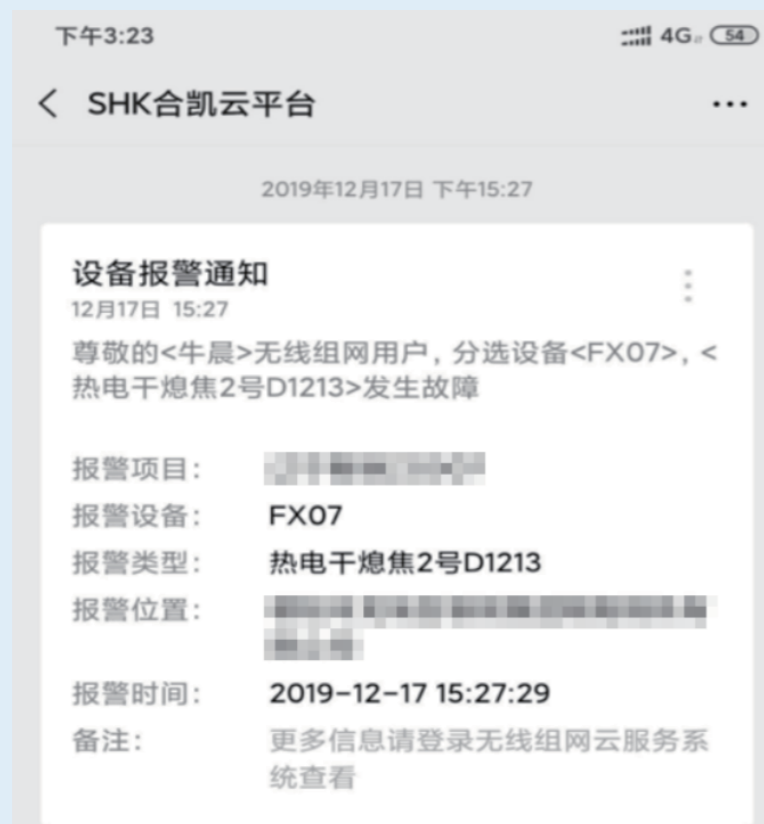 下午3:23 4G 54
SHK合凯云平台
2019年12月17日 下午15:27
设备报警通知
12月17日 15:27
尊敬的<牛晨>无线组网用户，分选设备<FX07>，<
热电干熄焦2号D1213>发生故障
报警项目：
报警设备： FX07
报警类型： 热电干熄焦2号D1213
报警位置：
报警时间： 2019-12-17 15:27:29
备注： 更多信息请登录无线组网云服务系
统查看